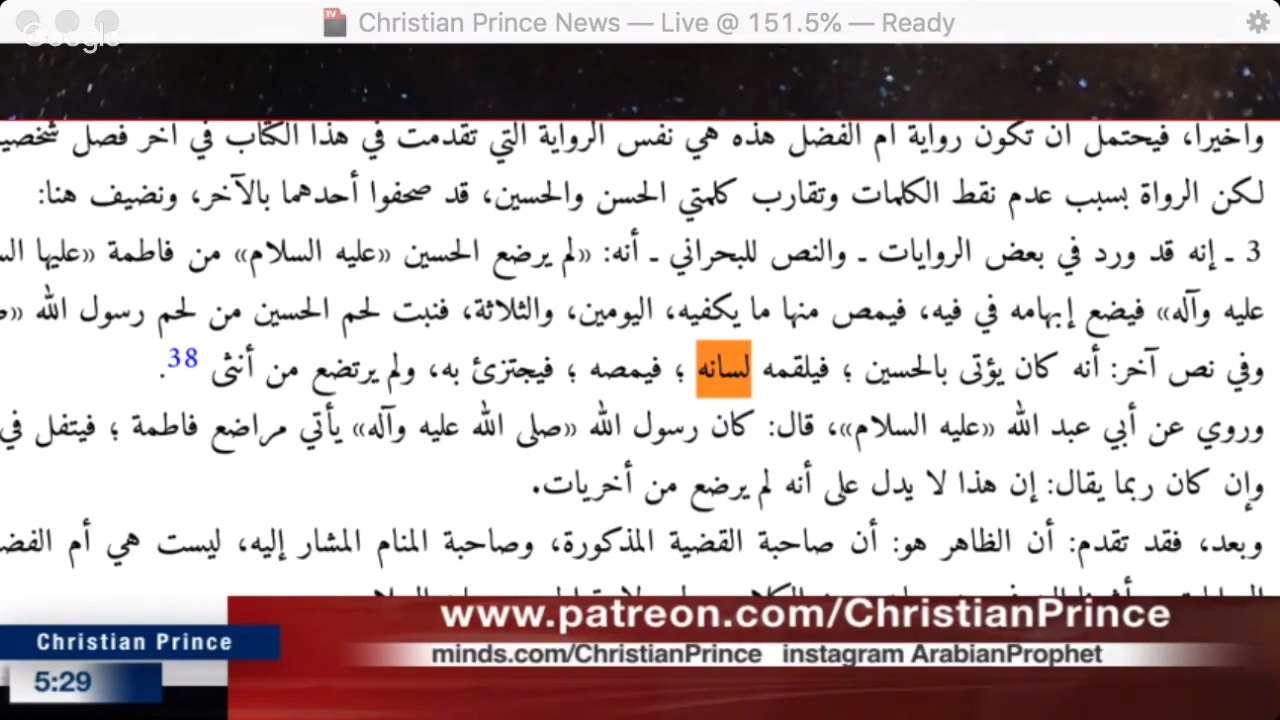 Christian Prince News — Live @ 151.5% — Ready
Google
واخيرا، فيحتمل ان تكون رواية ام الفضل هذه هي نفس الرواية التي تقدمت في هذا الكتاب في اخر فصل
لكن الرواة بسبب عدم نقط الكلمات وتقارب كلمتي الحسن والحسين، قد صحفوا أحدهما بالآخر، ونضيف هنا:
3 ـ إنه قد ورد في بعض الروايات ـ والنص للبحراني ـ أنه: «لم يرضع الحسين «عليه السلام» من فاطمة «عليها
عليه وآله» فيضع إبهامه في فيه، فيمص منها ما يكفيه، اليومين، والثلاثة، فنبت لحم الحسين من لحم رسول الله
وفي نص آخر: أنه كان يؤتى بالحسين ؛ فيلقمه لسانه ؛ فيمصه ؛ فيجتزئ به، ولم يرتضع من أنثى 38.
وروي عن أبي عبد الله «عليه السلام»، قال: كان رسول الله «صلى الله عليه وآله» يأتي مراضع فاطمة ؛ فيتفل في
وإن كان ربما يقال: إن هذا لا يدل على أنه لم يرضع من أخريات.
وبعد، فقد تقدم: أن الظاهر هو: أن صاحبة القضية المذكورة، وصاحبة المنام المشار إليه، ليست هي أم
www.patreon.com/ChristianPrince
Christian Prince
minds.com/ChristianPrince instagram ArabianProphet
5:29